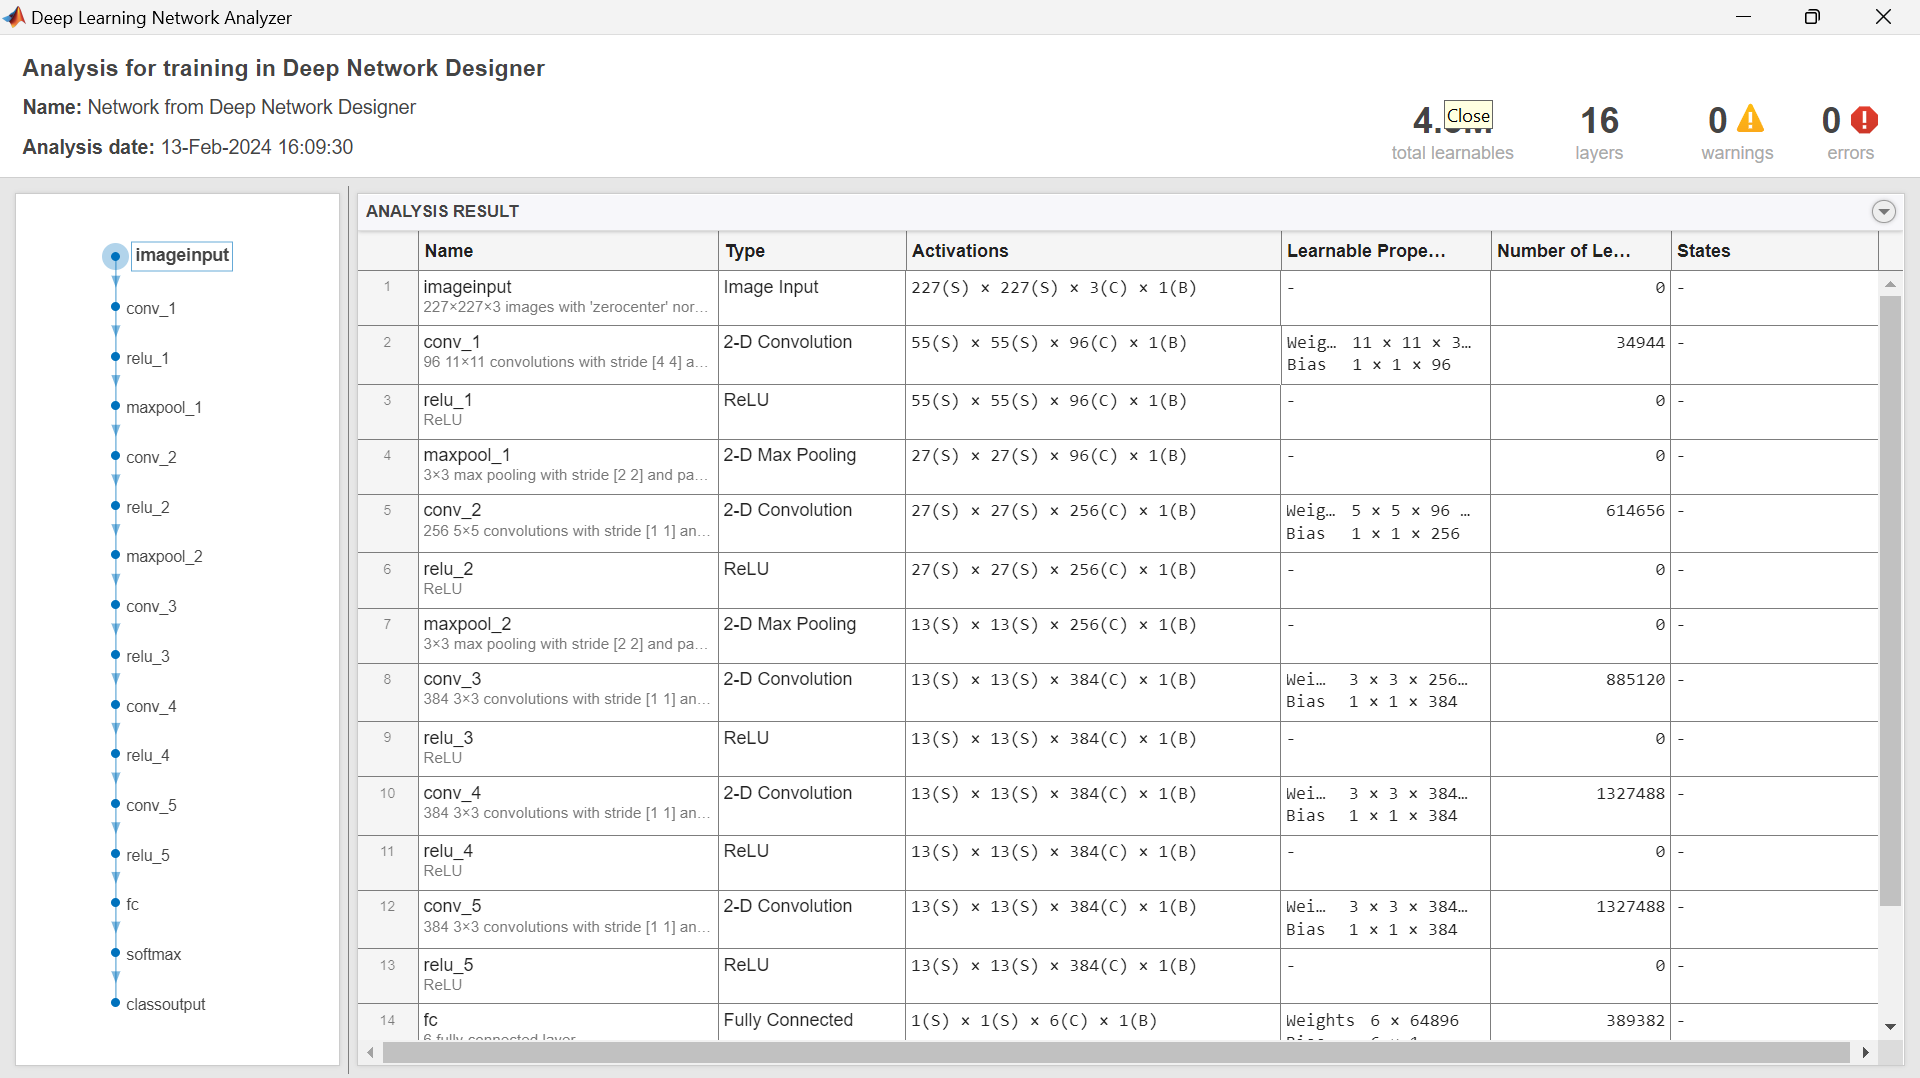 Deep Learning Network Analyzer
Analysis for training in Deep Network Designer
Name: Network from Deep Network Designer
Analysis date: 13-Feb-2024 16:09:30
Close
total learnables
16
layers
0
warnings
0
errors
imageinput
conv_1
relu_1
maxpool_1
conv_2
relu_2
maxpool_2
conv_3
relu_3
conv_4
relu_4
conv_5
relu_5
fc
softmax
classoutput
ANALYSIS RESULT
Name Type Activations Learnable Prope... Number of Le... States
1 imageinput Image Input 227(S) × 227(S) × 3(C) × 1(B) - 0 -
227×227×3 images with 'zerocenter' nor...
2 conv_1 2-D Convolution 55(S) × 55(S) × 96(C) × 1(B) Weig... 11 × 11 × 3... 34944 -
96 11×11 convolutions with stride [4 4] a... Bias 1 × 1 × 96
3 relu_1 ReLU 55(S) × 55(S) × 96(C) × 1(B) - 0 -
ReLU
4 maxpool_1 2-D Max Pooling 27(S) × 27(S) × 96(C) × 1(B) - 0 -
3×3 max pooling with stride [2 2] and pa...
5 conv_2 2-D Convolution 27(S) × 27(S) × 256(C) × 1(B) Weig... 5 × 5 × 96 ... 614656 -
256 5×5 convolutions with stride [1 1] an... Bias 1 × 1 × 256
6 relu_2 ReLU 27(S) × 27(S) × 256(C) × 1(B) - 0 -
ReLU
7 maxpool_2 2-D Max Pooling 13(S) × 13(S) × 256(C) × 1(B) - 0 -
3×3 max pooling with stride [2 2] and pa...
8 conv_3 2-D Convolution 13(S) × 13(S) × 384(C) × 1(B) Wei... 3 × 3 × 256... 885120 -
384 3×3 convolutions with stride [1 1] an... Bias 1 × 1 × 384
9 relu_3 ReLU 13(S) × 13(S) × 384(C) × 1(B) - 0 -
ReLU
10 conv_4 2-D Convolution 13(S) × 13(S) × 384(C) × 1(B) Wei... 3 × 3 × 384... 1327488 -
384 3×3 convolutions with stride [1 1] an... Bias 1 × 1 × 384
11 relu_4 ReLU 13(S) × 13(S) × 384(C) × 1(B) - 0 -
ReLU
12 conv_5 2-D Convolution 13(S) × 13(S) × 384(C) × 1(B) Wei... 3 × 3 × 384... 1327488 -
384 3×3 convolutions with stride [1 1] an... Bias 1 × 1 × 384
13 relu_5 ReLU 13(S) × 13(S) × 384(C) × 1(B) - 0 -
ReLU
14 fc Fully Connected 1(S) × 1(S) × 6(C) × 1(B) Weights 6 × 64896 389382 -
6 fully connected layer